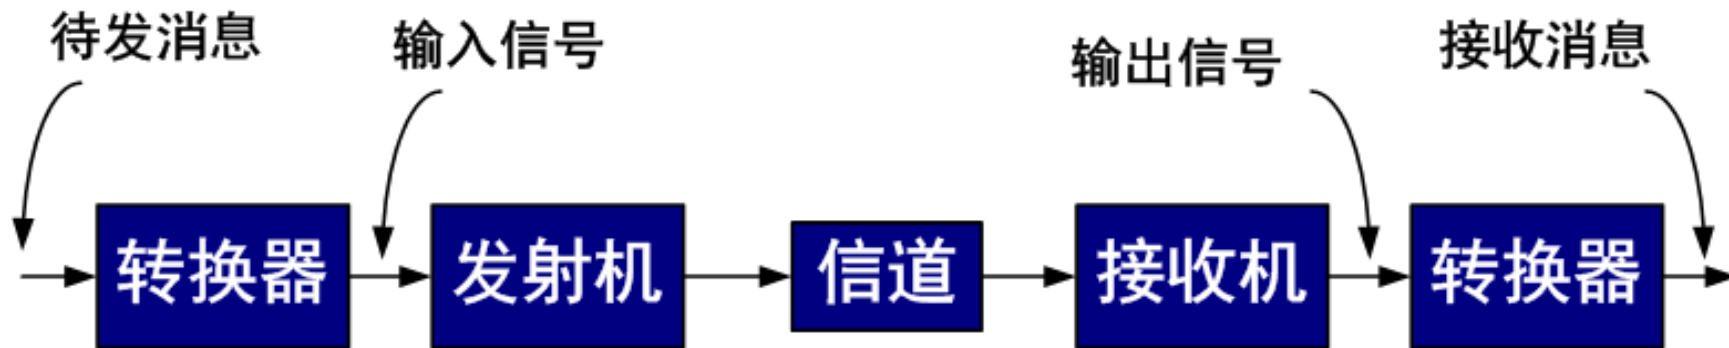 待发消息
输入信号
输出信号
接收消息
转换器
发射机
信道
接收机
转换器